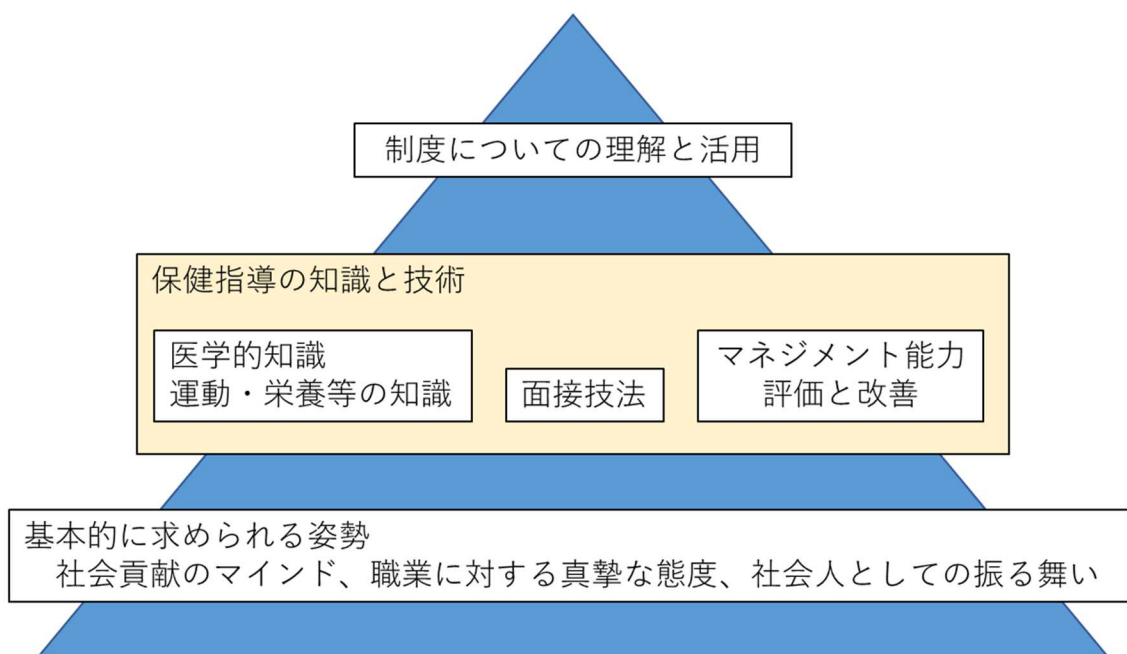 制度についての理解と活用
保健指導の知識と技術
医学的知識
運動・栄養等の知識
面接技法
マネジメント能力
評価と改善
基本的に求められる姿勢
社会貢献のマインド、職業に対する真摯な態度、社会人としての振る舞い